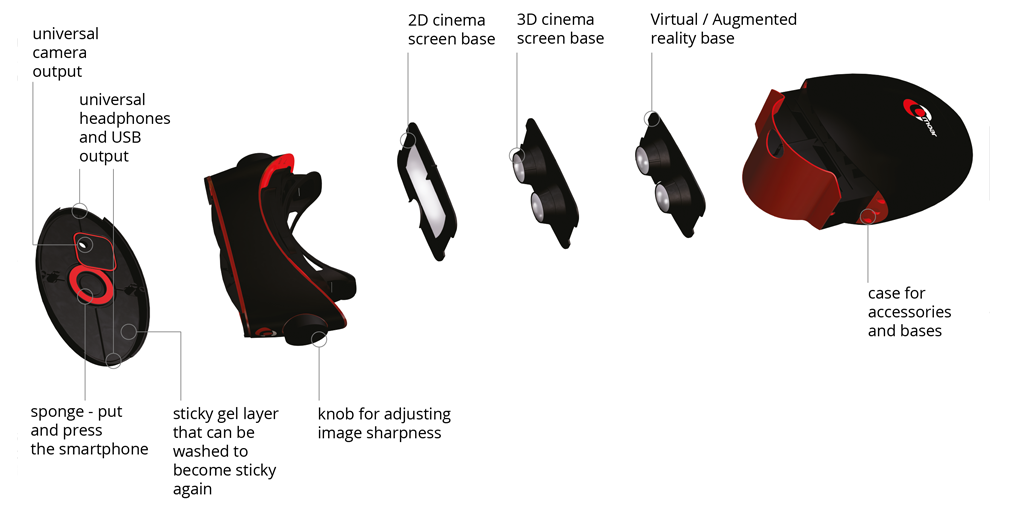 universal
camera
output
universal
headphones
and USB
output
2D cinema
screen base
3D cinema
screen base
Virtual / Augmented
reality base
case for
accessories
and bases
sponge - put
and press
the smartphone
sticky gel layer
that can be
washed to
become sticky
again
knob for adjusting
image sharpness